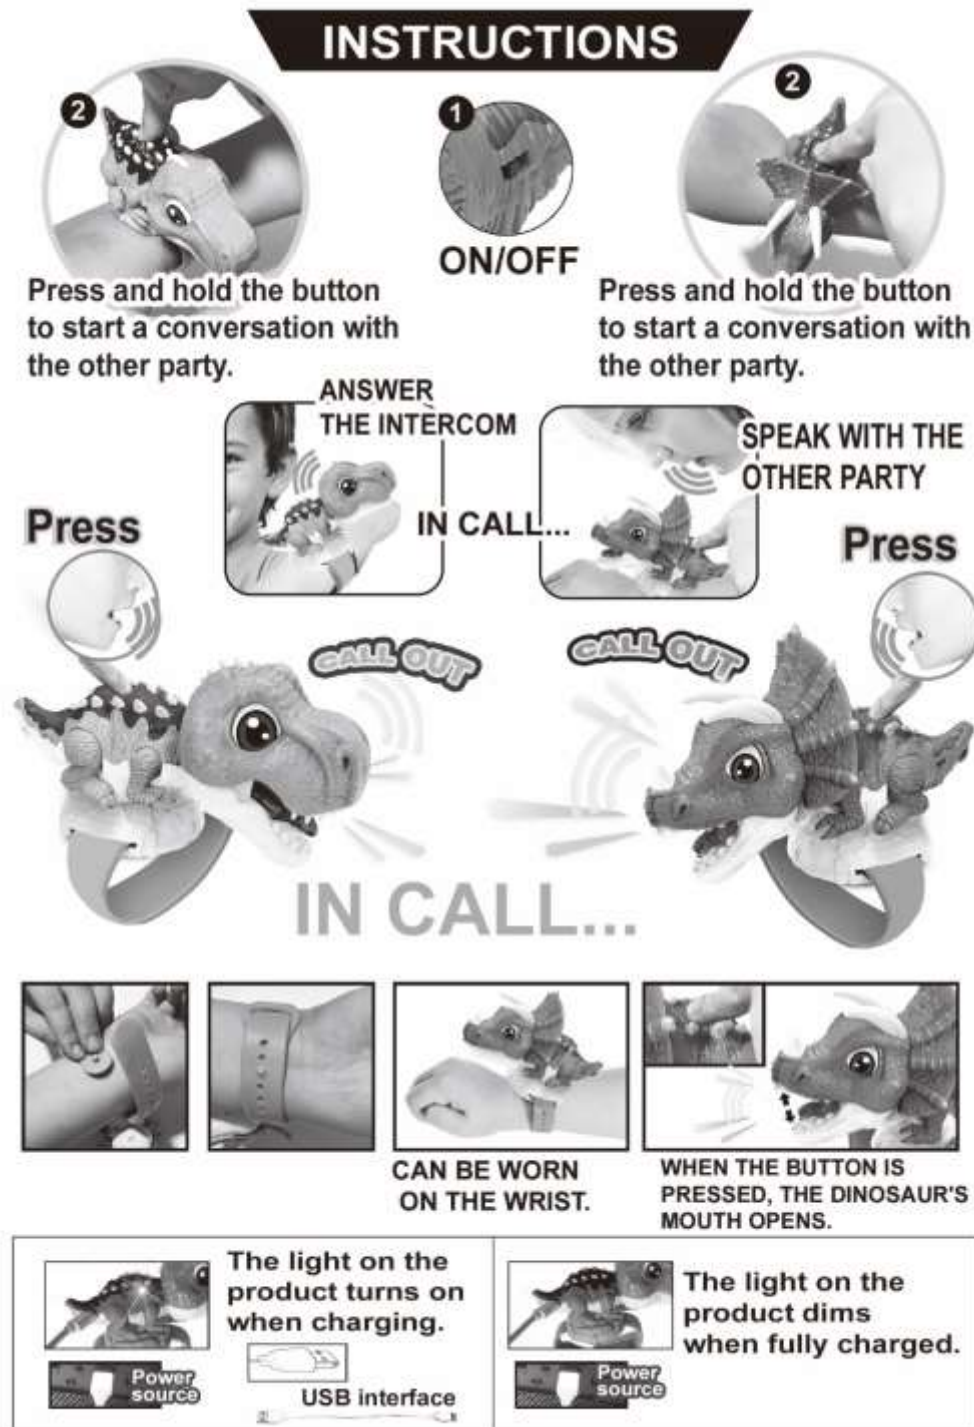 INSTRUCTIONS
2
1
2
ON/OFF
Press and hold the button
to start a conversation with
the other party.
Press and hold the button
to start a conversation with
the other party.
ANSWER
THE INTERCOM
SPEAK WITH THE
OTHER PARTY
IN CALL...
Press
Press
CALL OUT
CALL OUT
IN CALL...
CAN BE WORN
ON THE WRIST.
WHEN THE BUTTON IS
PRESSED, THE DINOSAUR'S
MOUTH OPENS.
The light on the
product turns on
when charging.
Power
source
USB interface
The light on the
product dims
when fully charged.
Power
source